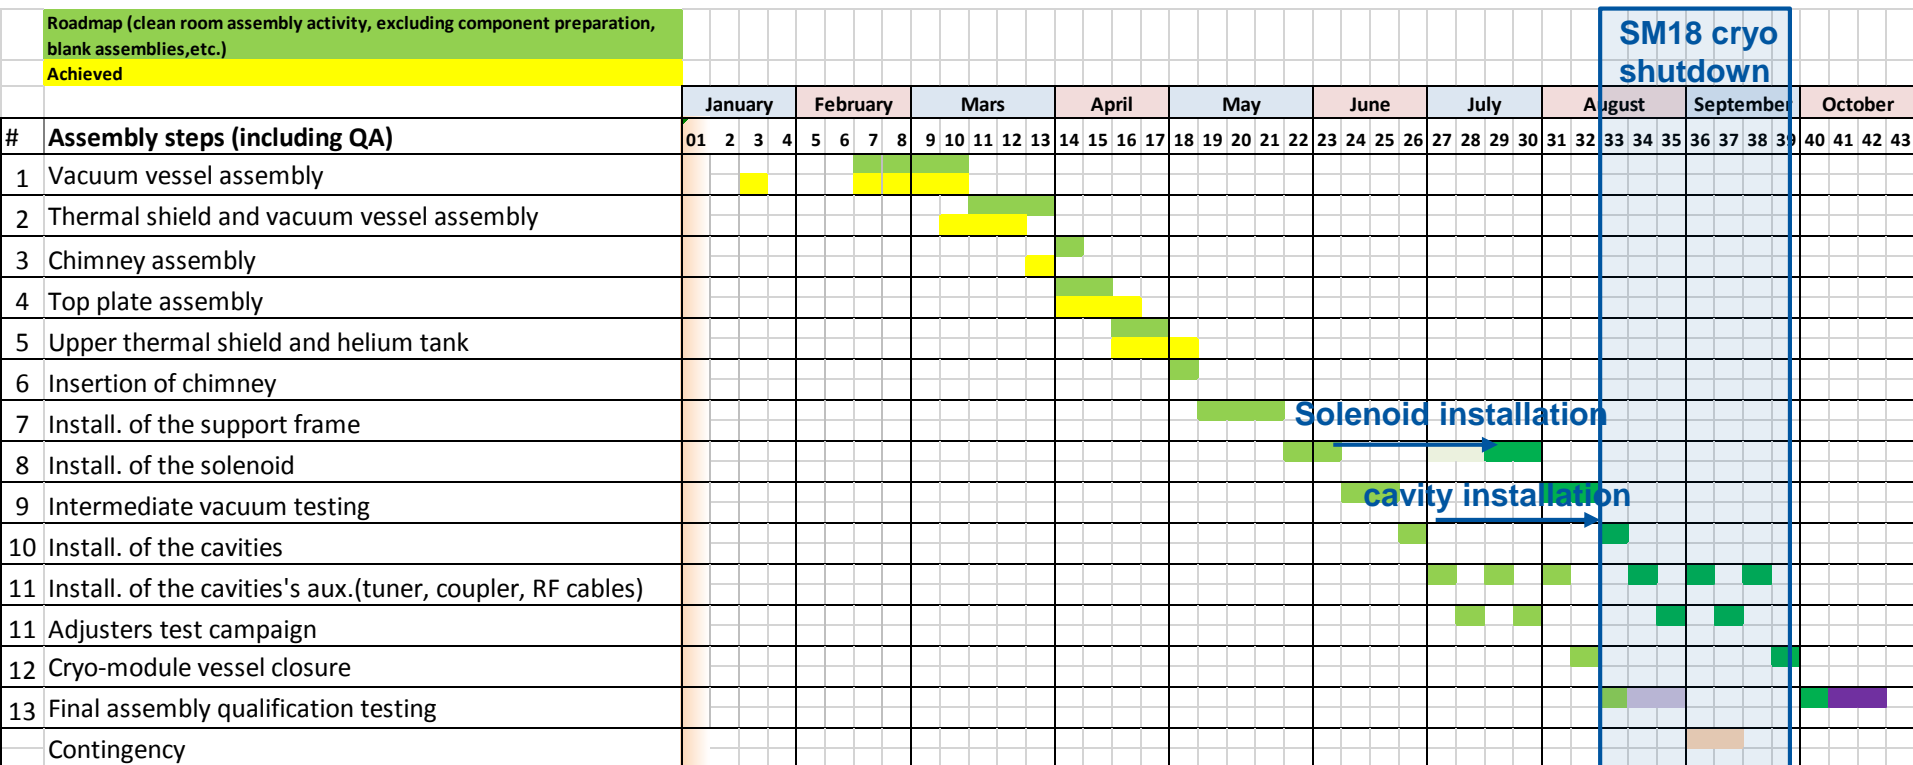 Roadmap (clean room assembly activity, excluding component preparation,
blank assemblies,etc.)
SM18 cryo
shutdown
Achieved
January February Mars April May June July August September October
# Assembly steps (including QA) 01 2 3 4 5 6 7 8 9 10 11 12 13 14 15 16 17 18 19 20 21 22 23 24 25 26 27 28 29 30 31 32 33 34 35 36 37 38 39 40 41 42 43
1 Vacuum vessel assembly
2 Thermal shield and vacuum vessel assembly
3 Chimney assembly
4 Top plate assembly
5 Upper thermal shield and helium tank
6 Insertion of chimney
7 Install. of the support frame
Solenoid installation
8 Install. of the solenoid
9 Intermediate vacuum testing
cavity installation
10 Install. of the cavities
11 Install. of the cavities's aux.(tuner, coupler, RF cables)
11 Adjusters test campaign
12 Cryo-module vessel closure
13 Final assembly qualification testing
Contingency